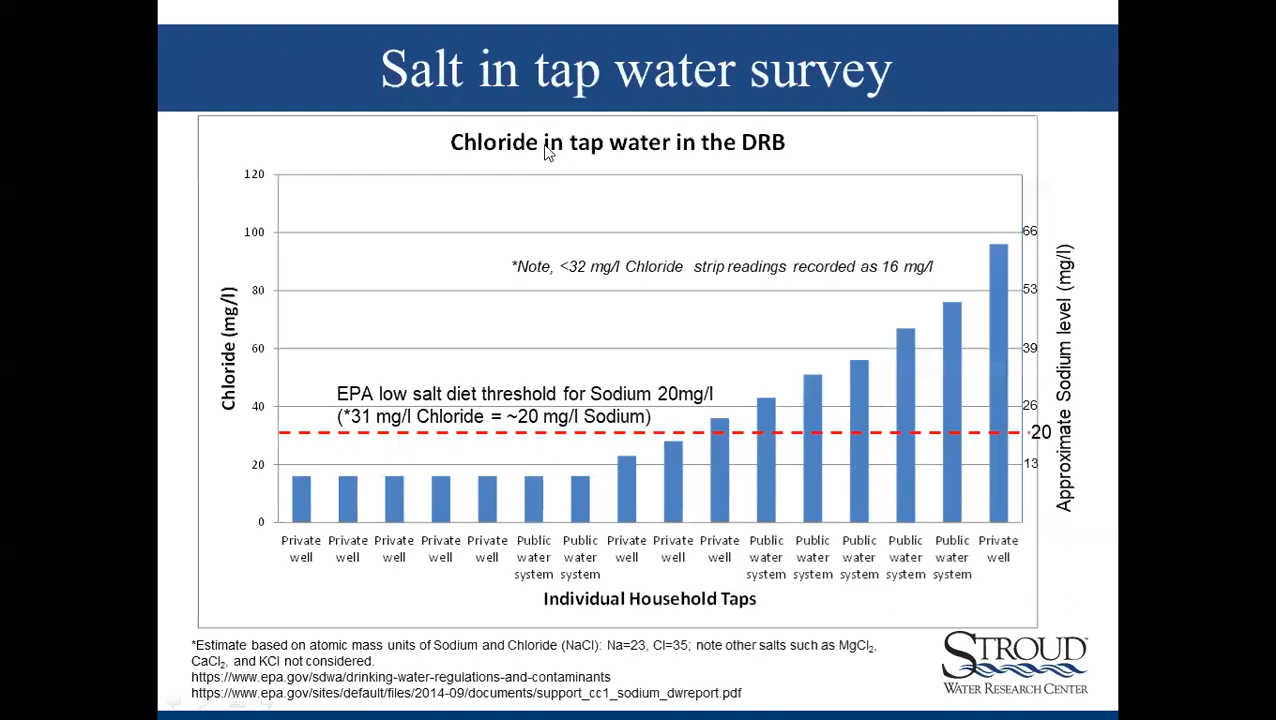 Salt in tap water survey
Chloride in tap water in the DRB
120
100
80
60
40
20
0
Chloride (mg/l)
*Note, <32 mg/l Chloride strip readings recorded as 16 mg/l
EPA low salt diet threshold for Sodium 20mg/l
(*31 mg/l Chloride = ~20 mg/l Sodium)
66
53
39
26
20
13
Approximate Sodium level (mg/l)
Private well
Private well
Private well
Private well
Private well
Public water system
Public water system
Private well
Private well
Private well
Public water system
Public water system
Public water system
Public water system
Public water system
Private well
Individual Household Taps
*Estimate based on atomic mass units of Sodium and Chloride (NaCl): Na=23, Cl=35; note other salts such as MgCl₂,
CaCl₂, and KCl not considered.
https://www.epa.gov/sdwa/drinking-water-regulations-and-contaminants
https://www.epa.gov/sites/default/files/2014-09/documents/support_cc1_sodium_dwreport.pdf
STROUD™
WATER RESEARCH CENTER